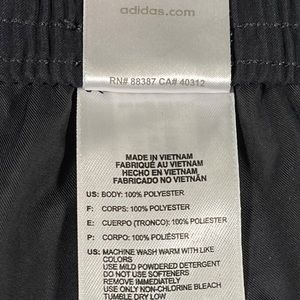 adidas.com
RN# 88387 CA# 40312
MADE IN VIETNAM
FABRIQUÉ AU VIETNAM
HECHO EN VIETNAM
FABRICADO NO VIETNÃN
US: BODY: 100% POLYESTER
F: CORPS: 100% POLYESTER
E: CUERPO (TRONCO): 100% POLYESTER
P: CORPO: 100% POLIÉSTER
US: MACHINE WASH WARM WITH LIKE
COLORS
USE MILD POWDERED DETERGENT
DO NOT USE SOFTENERS
REMOVE IMMEDIATELY
USE ONLY NON-CHLORINE BLEACH
TUMBLE DRY LOW